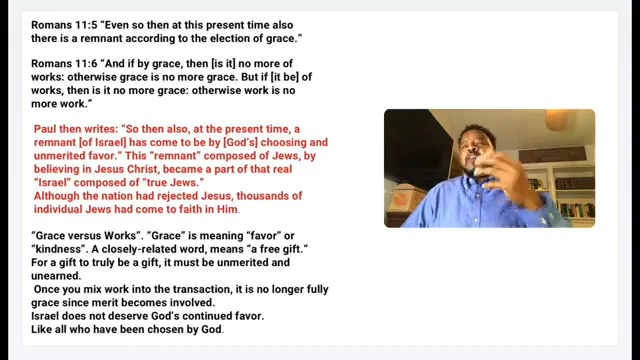 Romans 11:5 “Even so then at this present time also
there is a remnant according to the election of grace.“
Romans 11:6 “And if by grace, then [is it] no more of
works: otherwise grace is no more grace. But if [it be] of
works, then is it no more grace: otherwise work is no
more work.”
Paul then writes: “So then also, at the present time, a
remnant [of Israel] has come to be by [God’s] choosing and
unmerited favor.” This “remnant” composed of Jews, by
believing in Jesus Christ, became a part of that real
“Israel” composed of “true Jews.“
Although the nation had rejected Jesus, thousands of
individual Jews had come to faith in Him.
“Grace versus Works”. “Grace” is meaning “favor” or
“kindness”. A closely-related word, means “a free gift.”
For a gift to truly be a gift, it must be unmerited and
unearned.
Once you mix work into the transaction, it is no longer fully
grace since merit becomes involved.
Israel does not deserve God’s continued favor.
Like all who have been chosen by God.